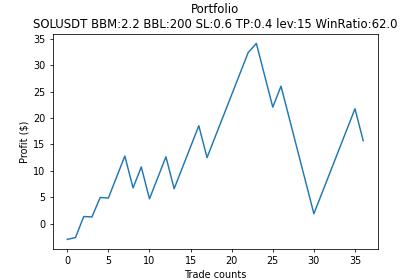 Portfolio
SOLUSDT BBM:2.2 BBL:200 SL:0.6 TP:0.4 lev:15 WinRatio:62.0
35
30
25
20
15
10
5
0
Profit ($)
0 5 10 15 20 25 30 35
Trade counts